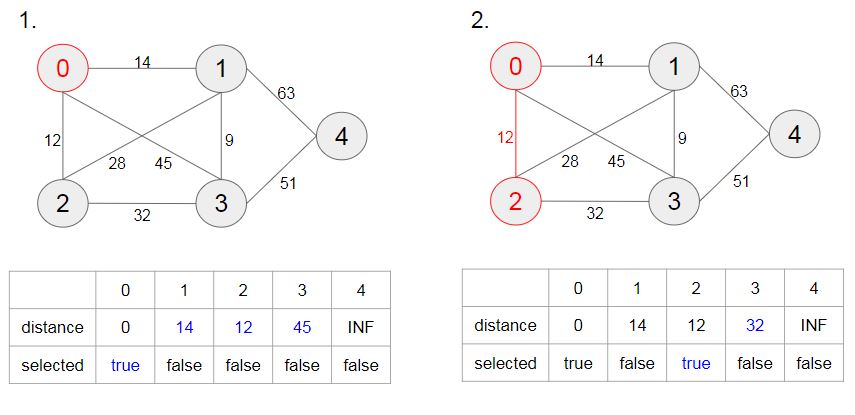 1.
0 14 1
63
12 9 4
28 45
51
2 32 3
0 1 2 3 4
distance 0 14 12 45 INF
selected true false false false false
2.
0 14 1
63
12 9 4
28 45
51
2 32 3
0 1 2 3 4
distance 0 14 12 32 INF
selected true false true false false